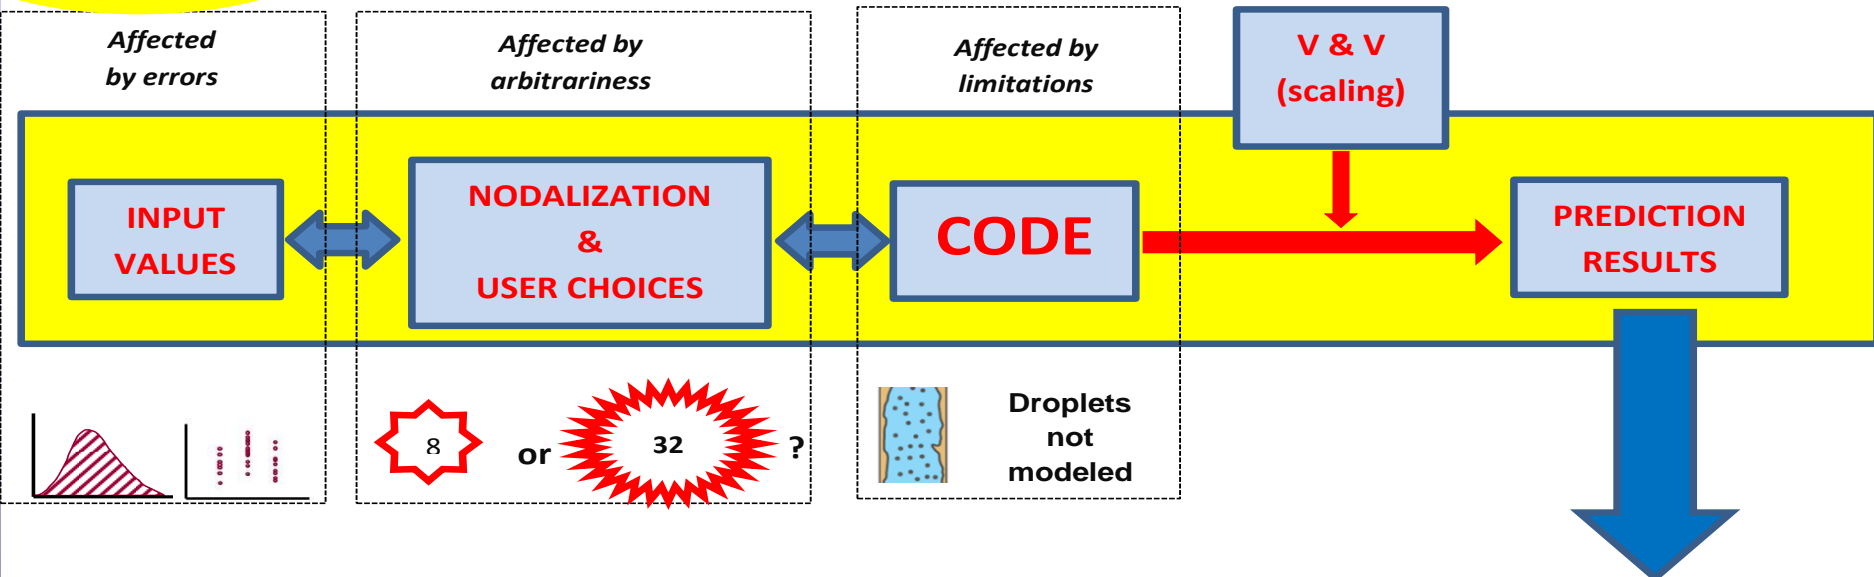 Affected
by errors
Affected by
arbitrariness
Affected by
limitations
V & V
(scaling)
INPUT
VALUES
NODALIZATION
&
USER CHOICES
CODE
PREDICTION
RESULTS
8
or
32
?
Droplets
not
modeled